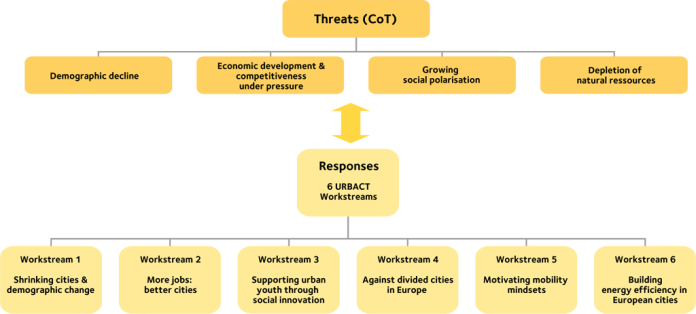 Threats (CoT)
Demographic decline
Economic development &
competitiveness
under pressure
Growing
social polarisation
Depletion of
natural ressources
Responses
6 URBACT
Workstreams
Workstream 1
Shrinking cities &
demographic change
Workstream 2
More jobs:
better cities
Workstream 3
Supporting urban
youth through
social innovation
Workstream 4
Against divided cities
in Europe
Workstream 5
Motivating mobility
mindsets
Workstream 6
Building
energy efficiency in
European cities